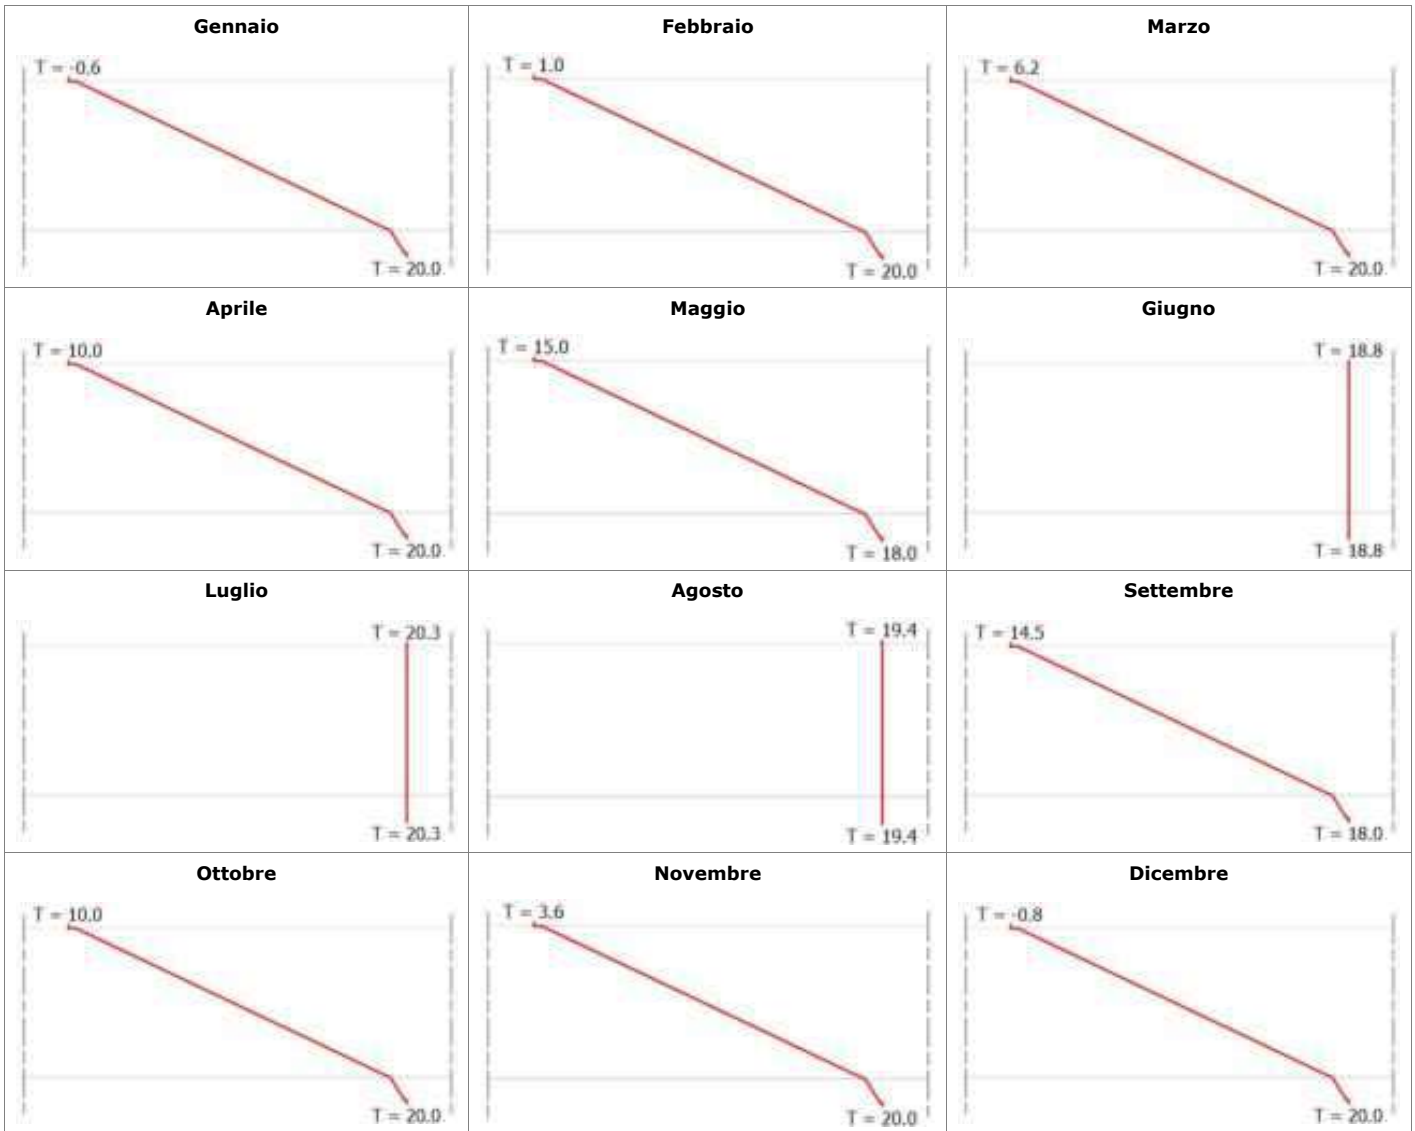 Gennaio
T = -0.6
T = 20.0
Febbraio
T = 1.0
T = 20.0
Marzo
T = 6.2
T = 20.0
Aprile
T = 10.0
T = 20.0
Maggio
T = 15.0
T = 18.0
Giugno
T = 18.8
T = 18.8
Luglio
T = 20.3
T = 20.3
Agosto
T = 19.4
T = 19.4
Settembre
T = 14.5
T = 18.0
Ottobre
T = 10.0
T = 20.0
Novembre
T = 3.6
T = 20.0
Dicembre
T = -0.8
T = 20.0